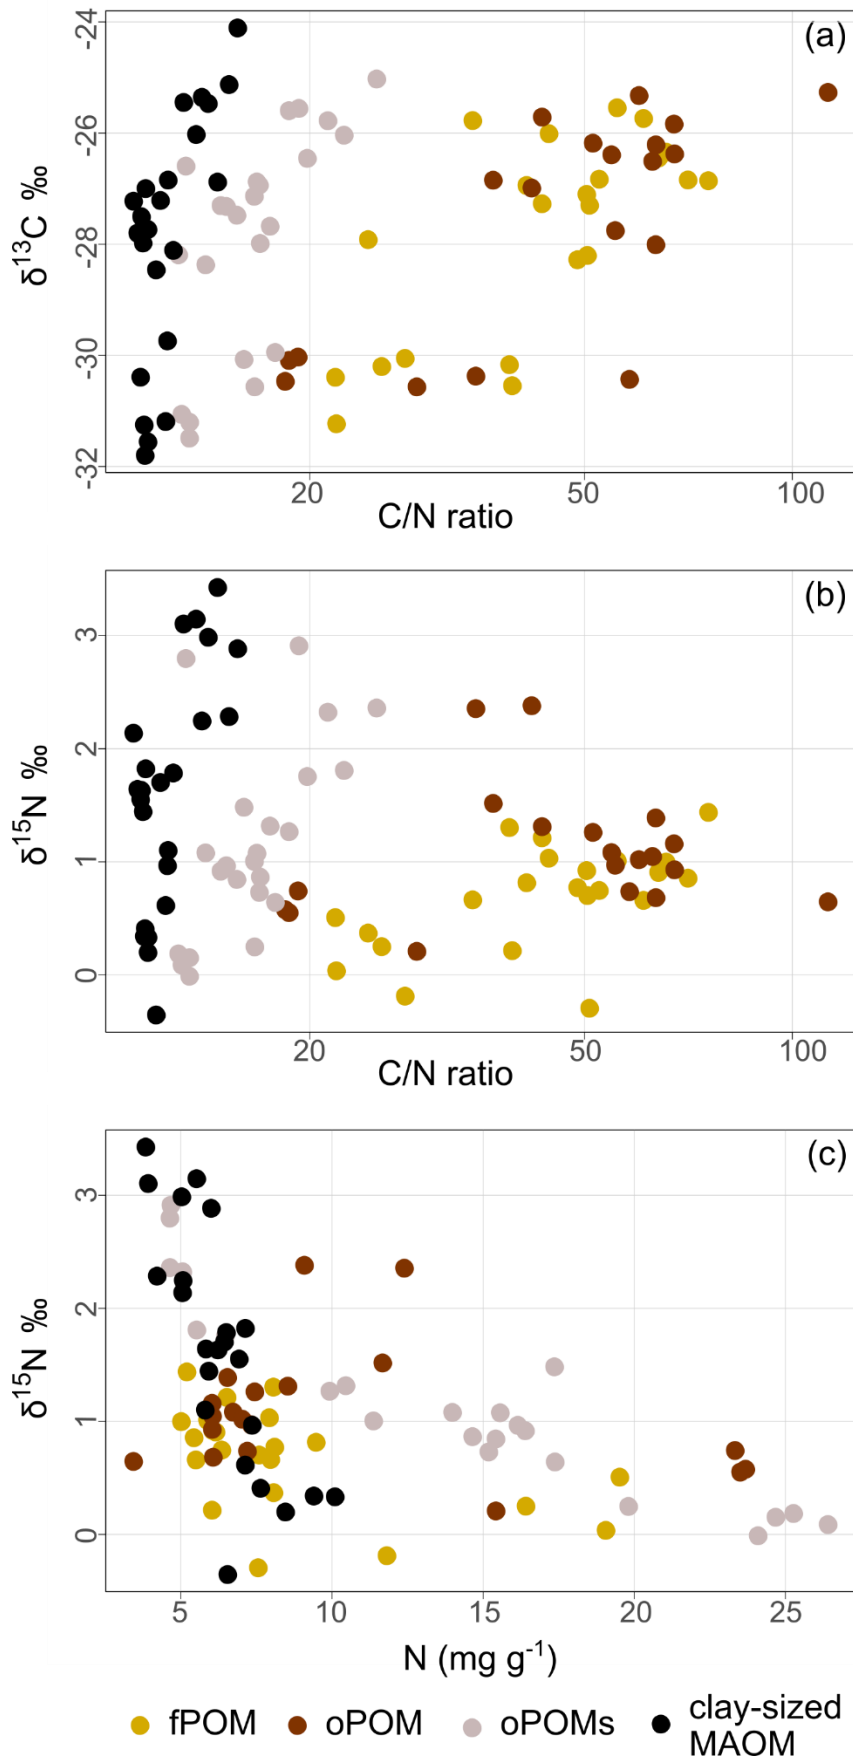 (a)
-24
-26
-28
-30
-32
δ¹³C ‰
20 50 100
C/N ratio
(b)
3
2
1
0
δ¹⁵N ‰
20 50 100
C/N ratio
(c)
3
2
1
0
δ¹⁵N ‰
5 10 15 20 25
N (mg g⁻¹)
fPOM oPOM oPOMs clay-sized
MAOM